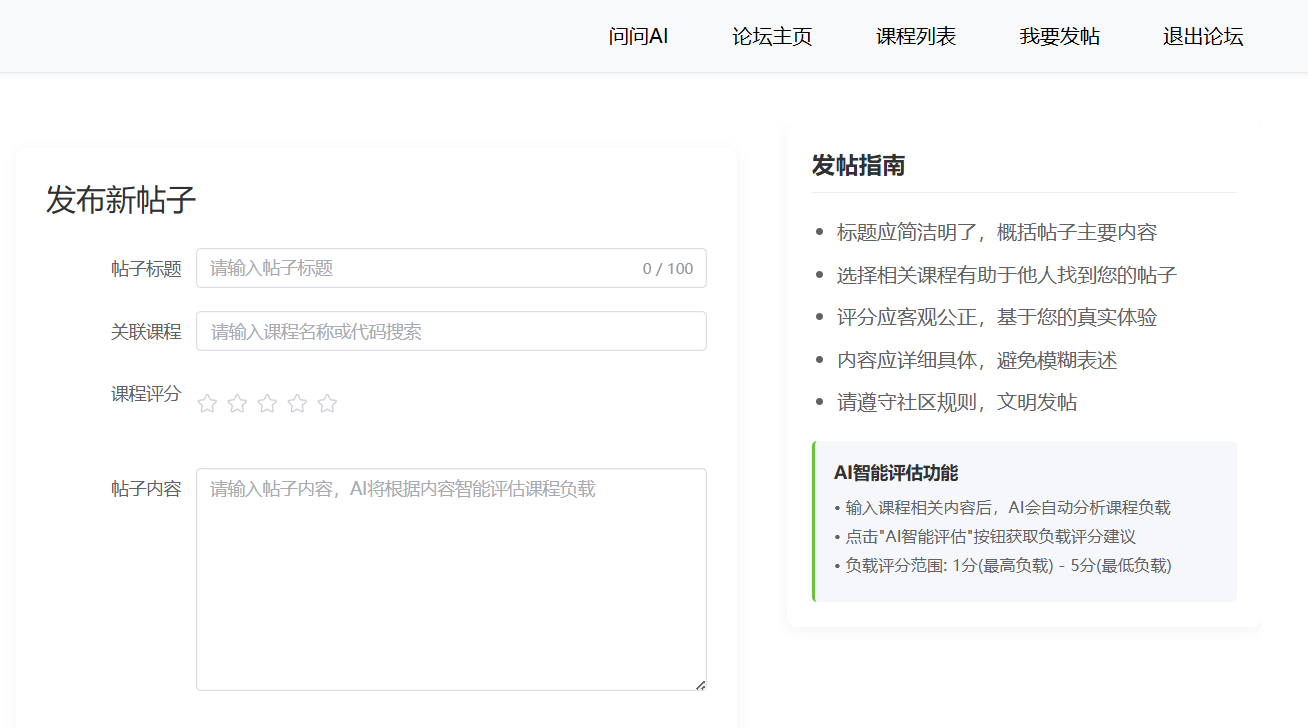 问问AI 论坛主页 课程列表 我要发帖 退出论坛
发布新帖子
帖子标题 请输入帖子标题 0 / 100
关联课程 请输入课程名称或代码搜索
课程评分
帖子内容 请输入帖子内容，AI将根据内容智能评估课程负载
发帖指南
• 标题应简洁明了，概括帖子主要内容
• 选择相关课程有助于他人找到您的帖子
• 评分应客观公正，基于您的真实体验
• 内容应详细具体，避免模糊表述
• 请遵守社区规则，文明发帖
AI智能评估功能
• 输入课程相关内容后，AI会自动分析课程负载
• 点击"AI智能评估"按钮获取负载评分建议
• 负载评分范围: 1分(最高负载) - 5分(最低负载)